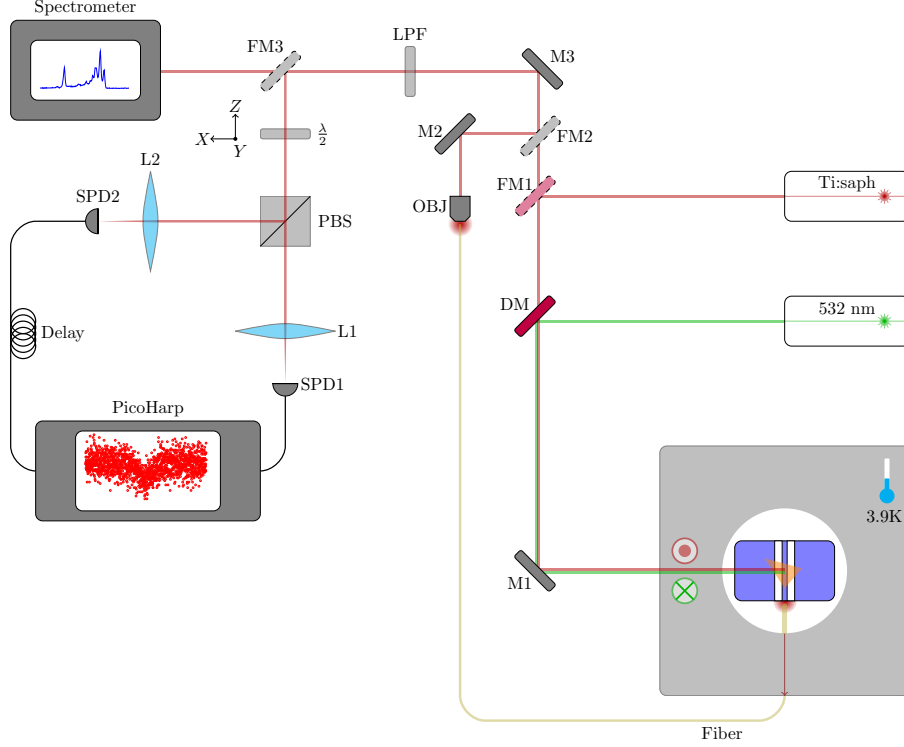 Spectrometer
FM3
LPF
M3
Z
X
Y
λ/2
M2
FM2
L2
SPD2
FM1
Ti:saph
OBJ
PBS
DM
532 nm
Delay
L1
SPD1
PicoHarp
3.9K
M1
Fiber